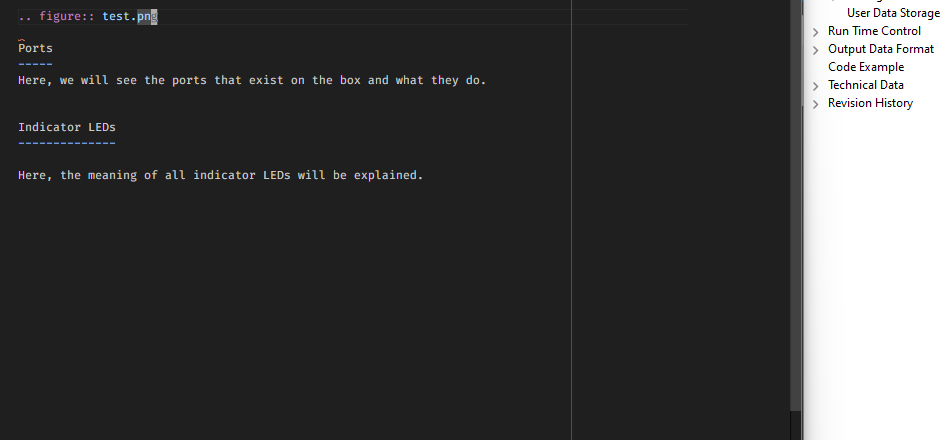 .. figure:: test.png
Ports
-----
Here, we will see the ports that exist on the box and what they do.
Indicator LEDs
--------------
Here, the meaning of all indicator LEDs will be explained.
User Data Storage
Run Time Control
Output Data Format
Code Example
Technical Data
Revision History